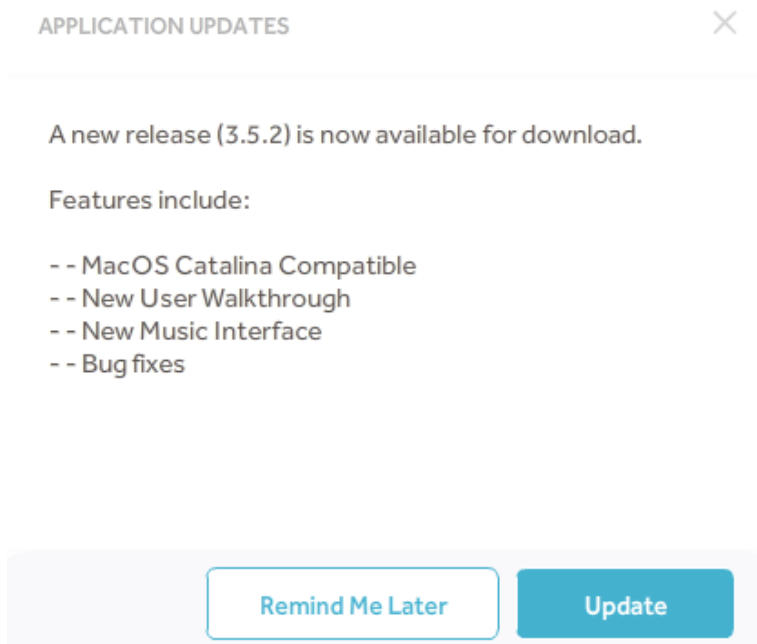 APPLICATION UPDATES
A new release (3.5.2) is now available for download.
Features include:
- - MacOS Catalina Compatible
- - New User Walkthrough
- - New Music Interface
- - Bug fixes
Remind Me Later
Update